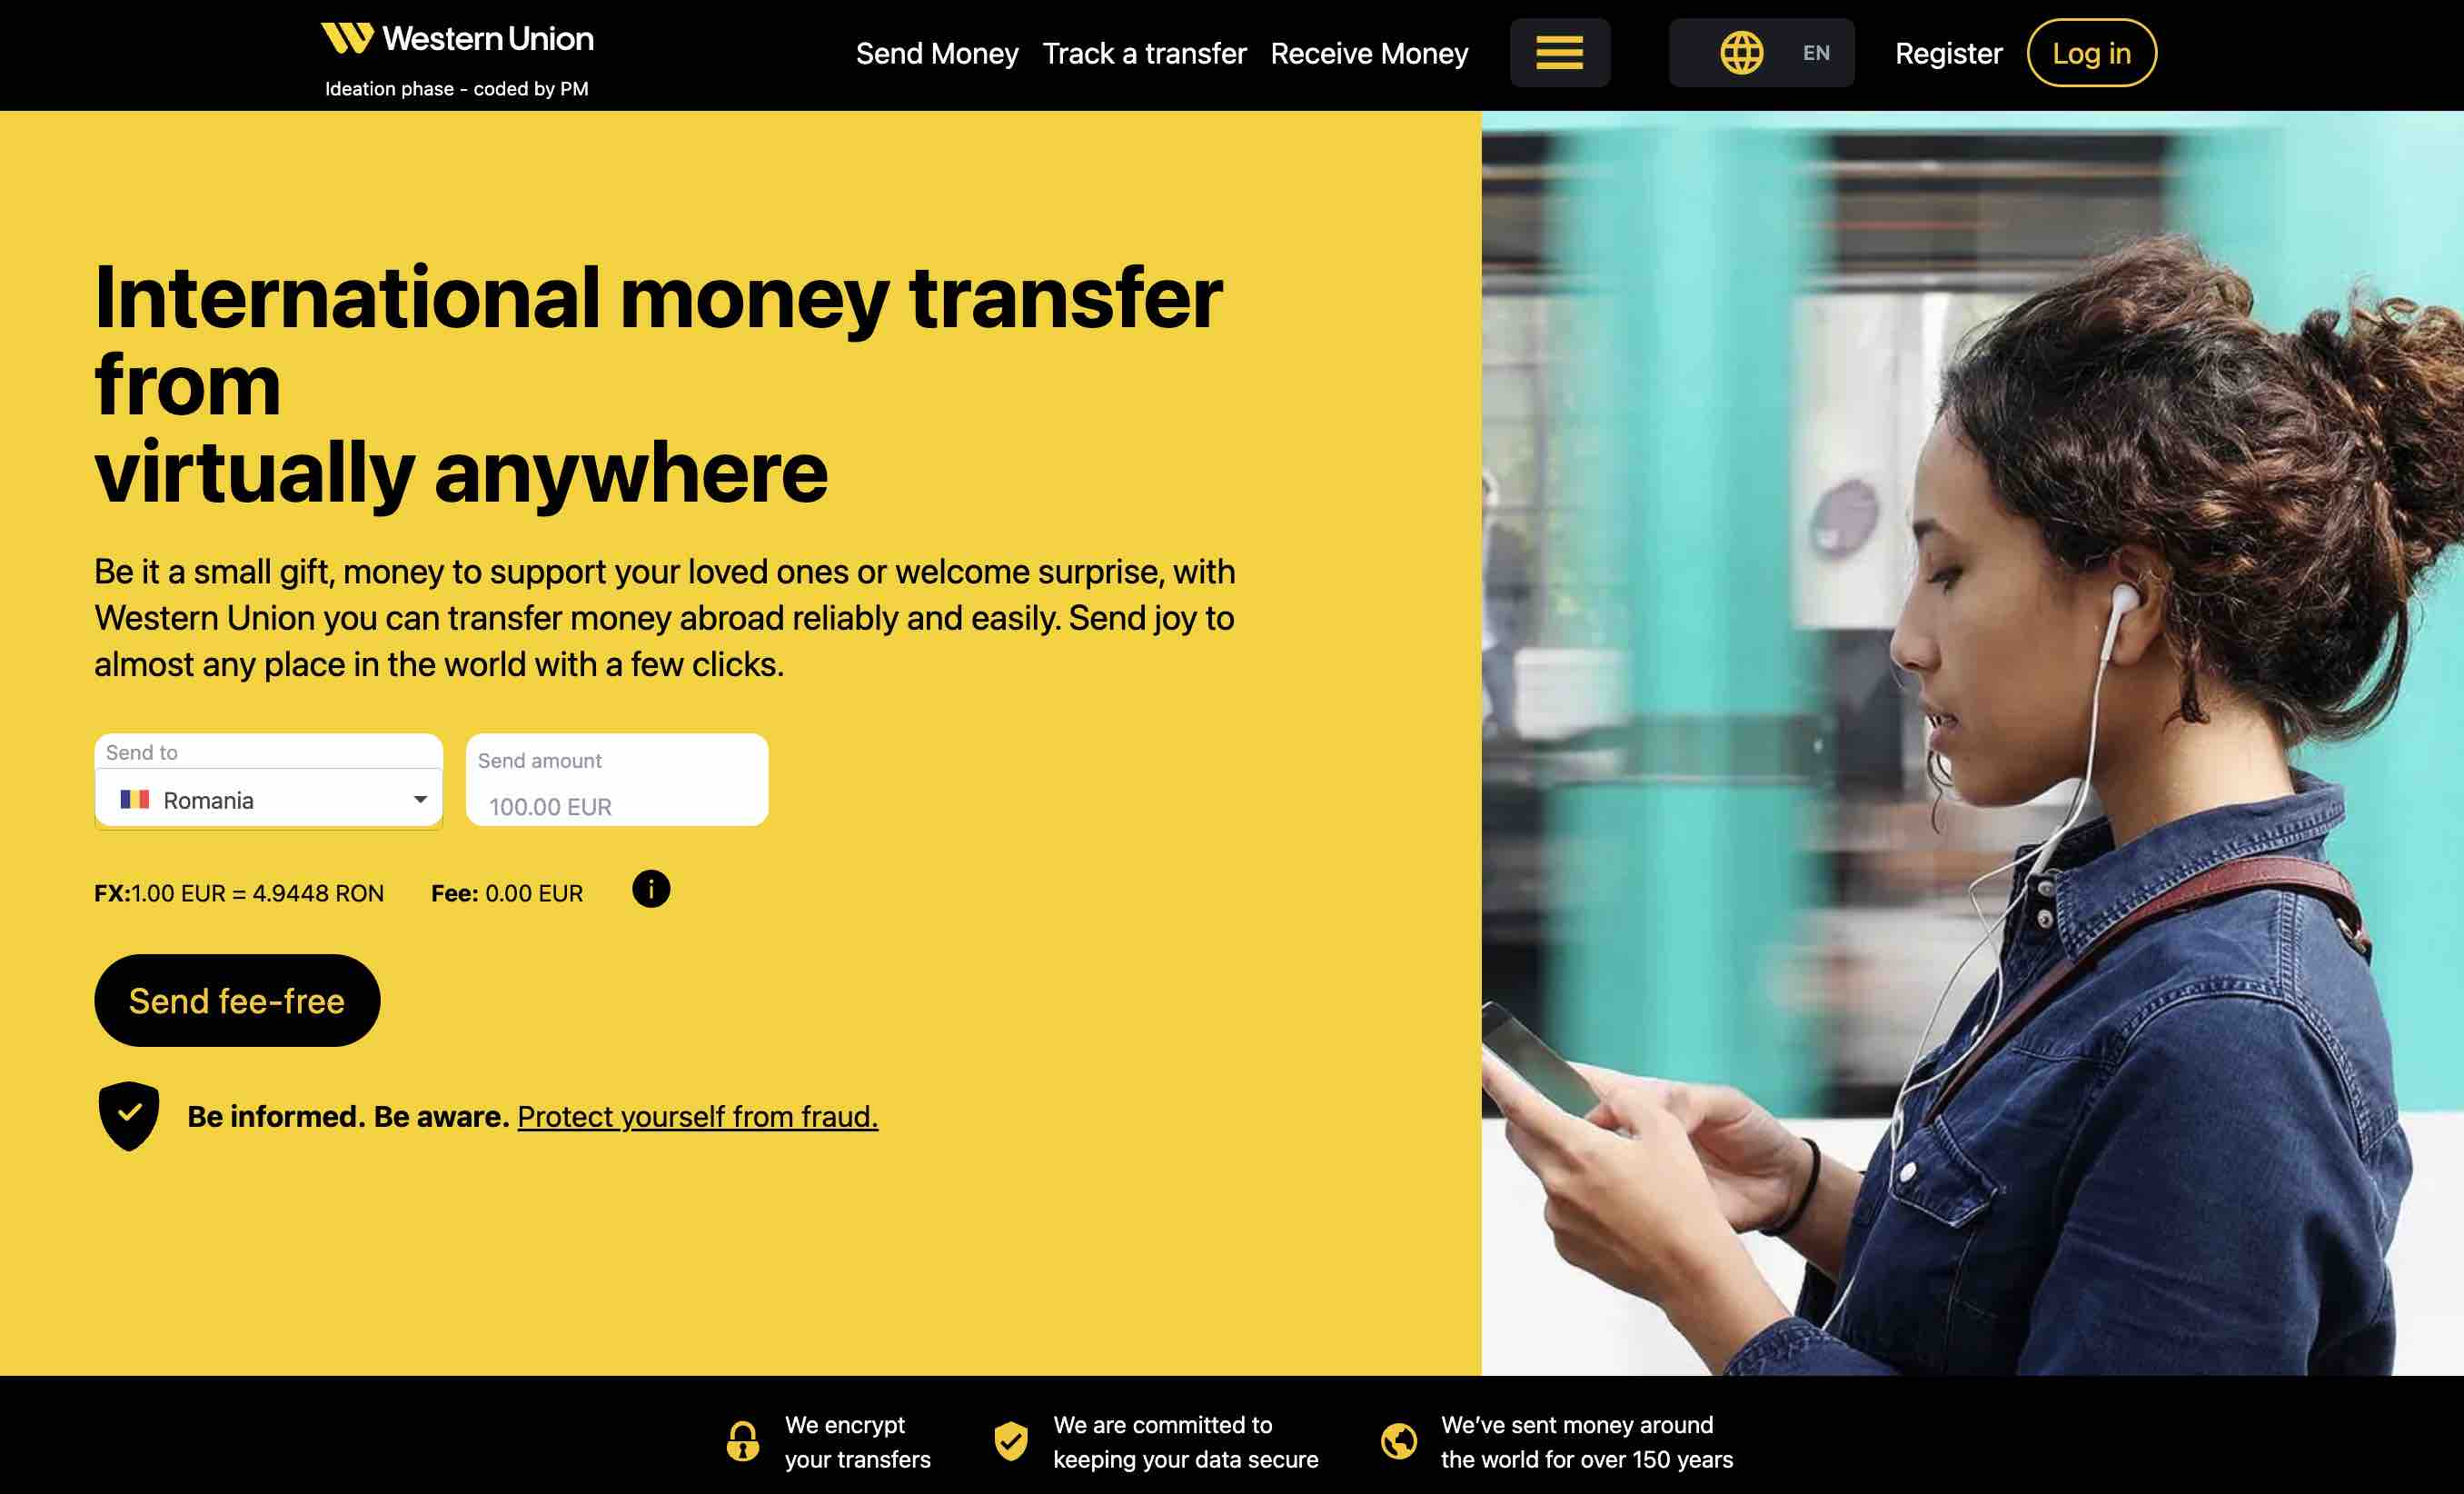 Western Union
Ideation phase - coded by PM
Send Money Track a transfer Receive Money
EN
Register
Log in
International money transfer
from
virtually anywhere
Be it a small gift, money to support your loved ones or welcome surprise, with
Western Union you can transfer money abroad reliably and easily. Send joy to
almost any place in the world with a few clicks.
Send to
Romania
Send amount
100.00 EUR
FX:1.00 EUR = 4.9448 RON Fee: 0.00 EUR
Send fee-free
Be informed. Be aware. Protect yourself from fraud.
We encrypt
your transfers
We are committed to
keeping your data secure
We’ve sent money around
the world for over 150 years